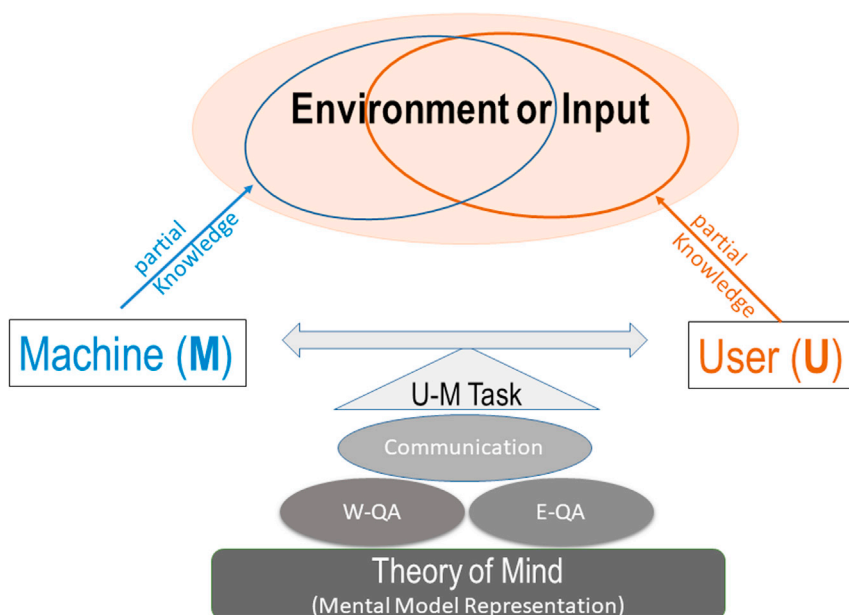 Environment or Input
partial
Knowledge
partial
Knowledge
Machine (M)
User (U)
U-M Task
Communication
W-QA
E-QA
Theory of Mind
(Mental Model Representation)